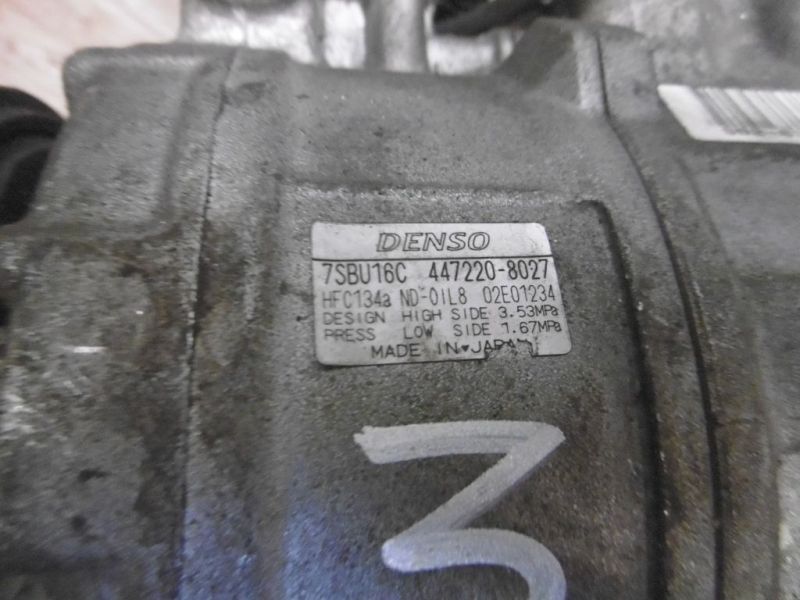 DENSO
7SBU16C 447220-8027
HFC134a ND-OIL8 02E01234
DESIGN HIGH SIDE 3.53MPa
PRESS LOW SIDE 1.67MPa
MADE IN♥JAPAN
3